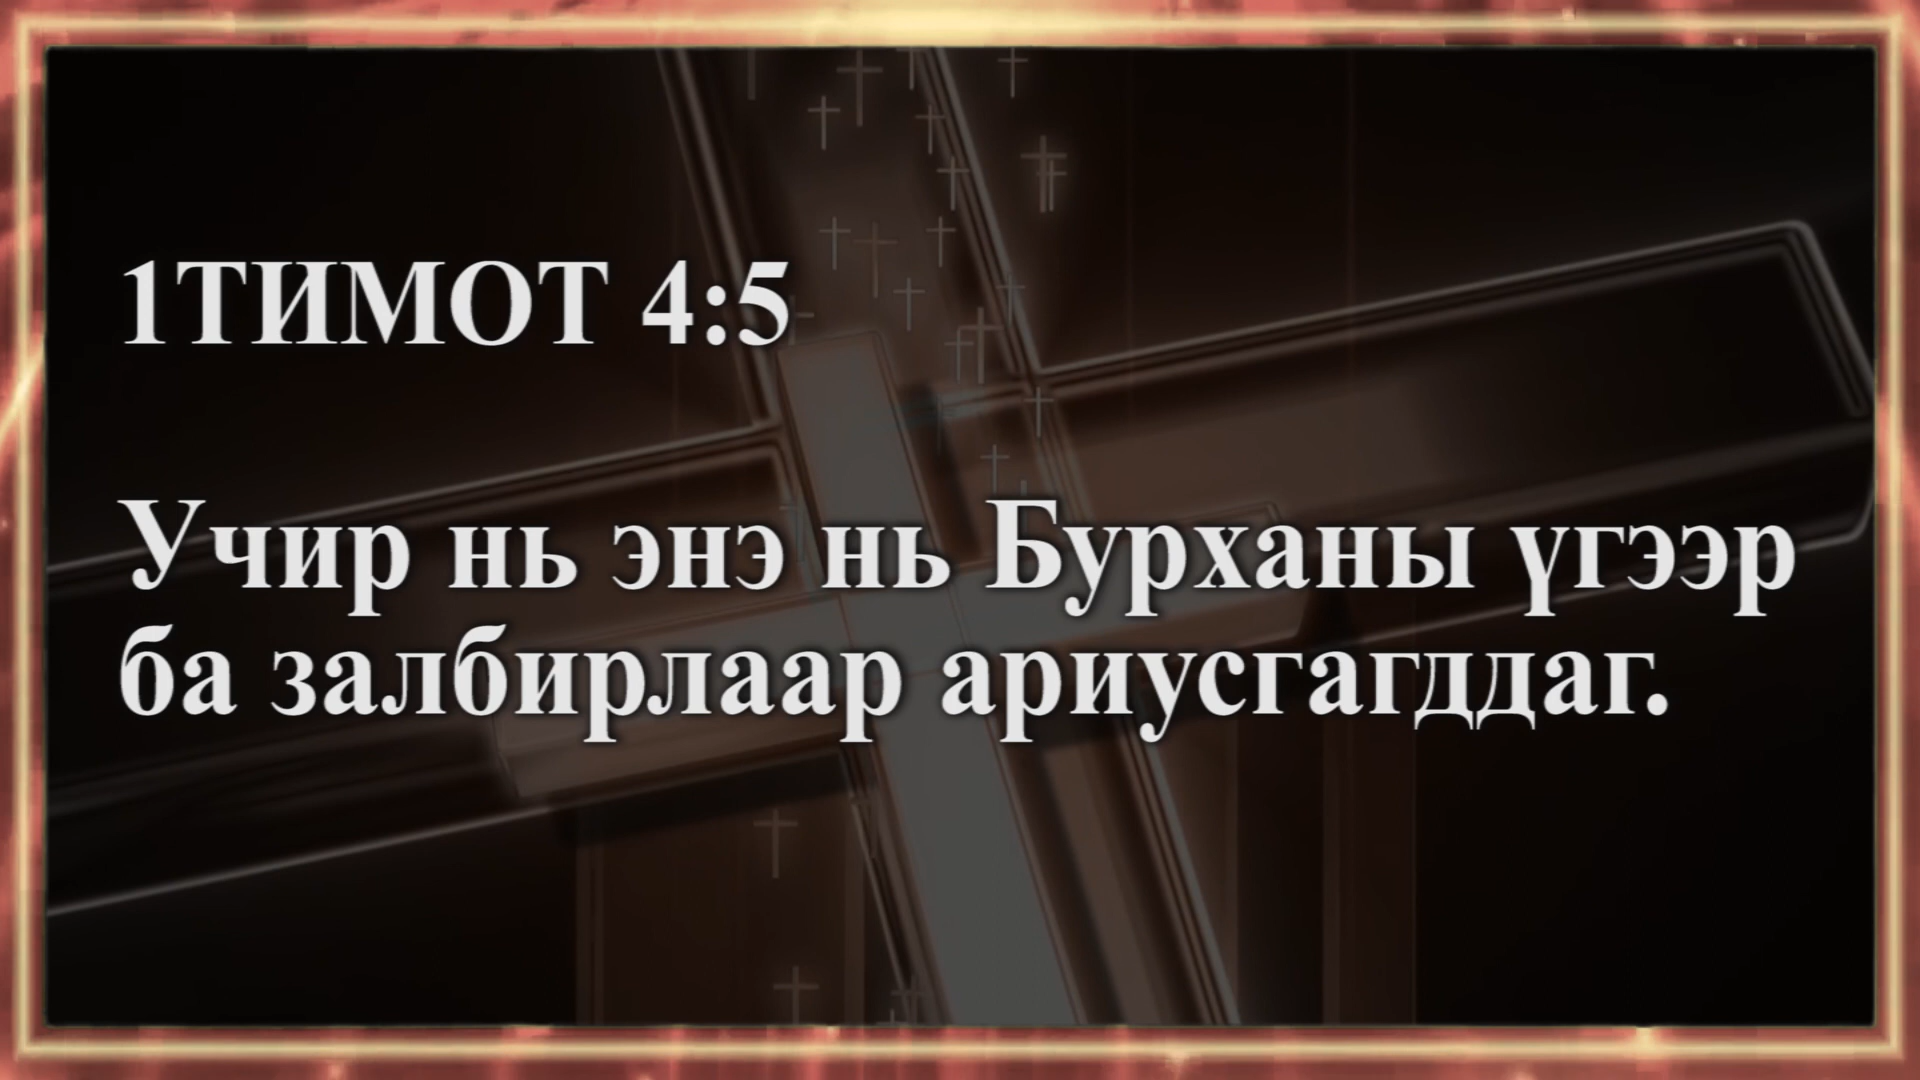 1ТИМОТ 4:5
Учир нь энэ нь Бурханы үгээр
ба залбирлаар ариусгагддаг.